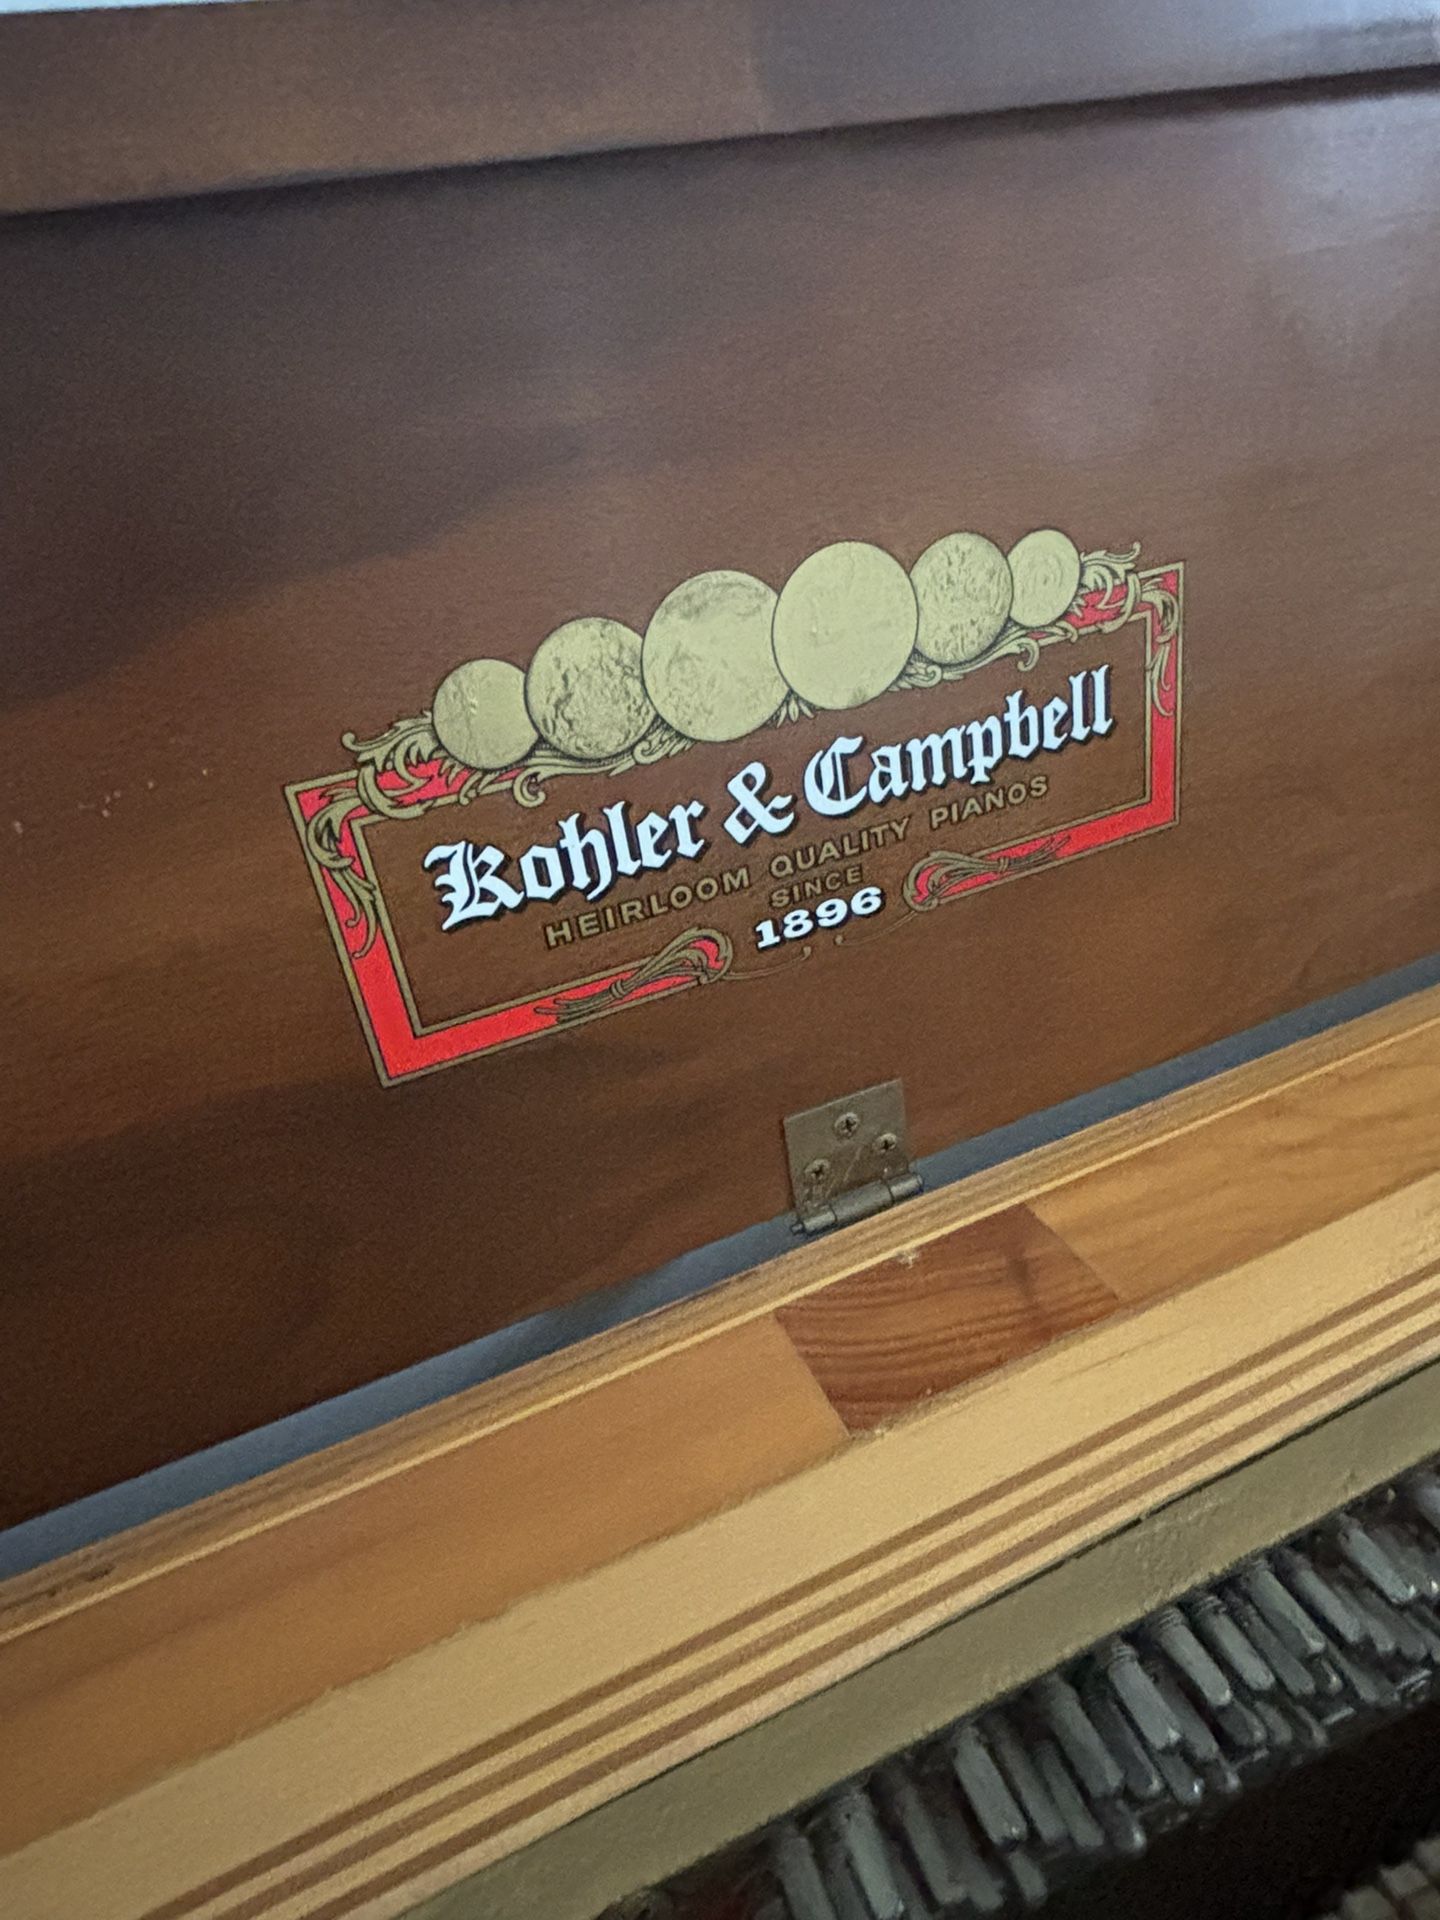 Kohler & Campbell
HEIRLOOM QUALITY PIANOS
SINCE
1896